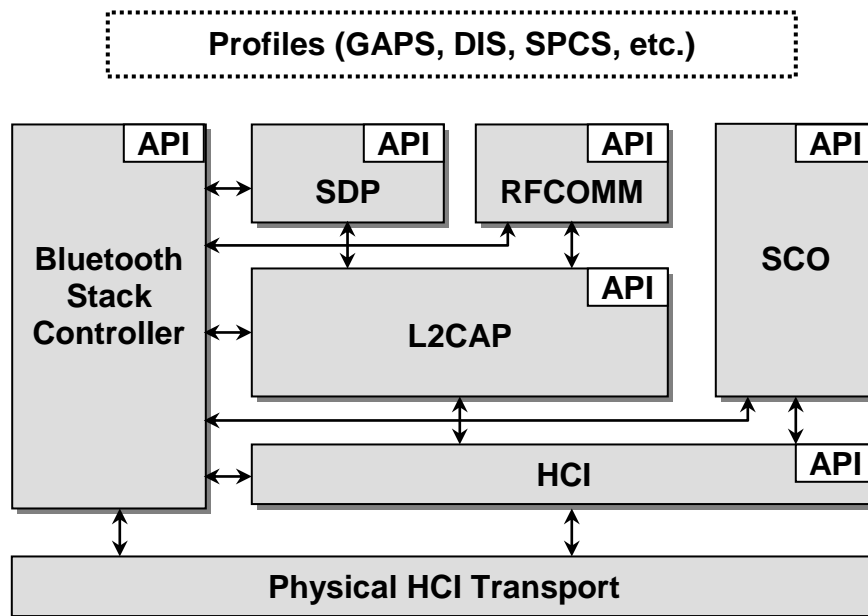 Profiles (GAPS, DIS, SPCS, etc.)
API
API
API
API
SDP
RFCOMM
Bluetooth
Stack
Controller
SCO
API
L2CAP
API
HCI
Physical HCI Transport